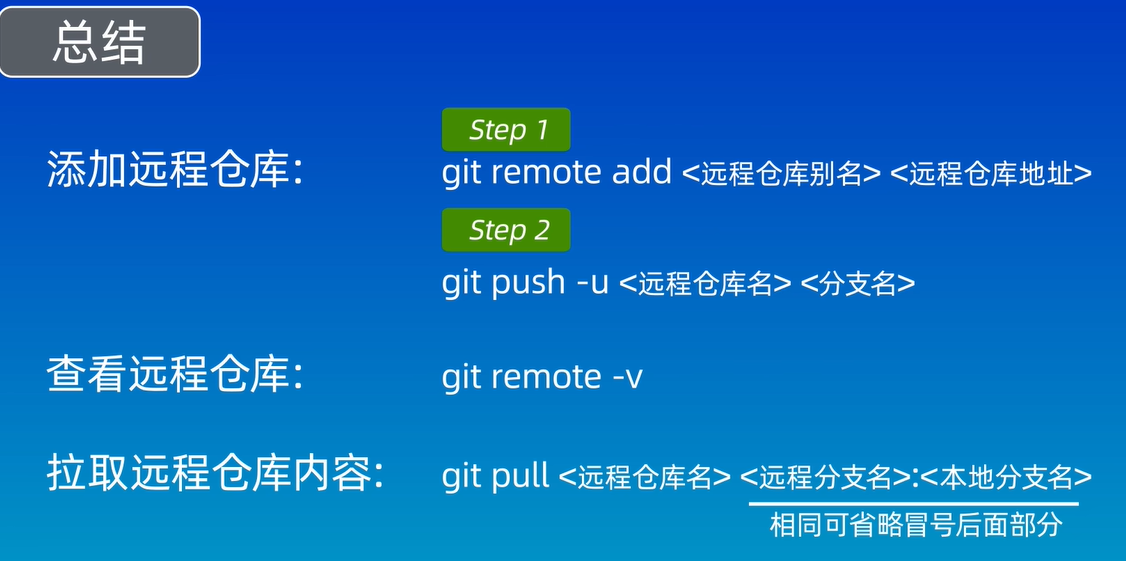 总结
Step 1
添加远程仓库: git remote add <远程仓库别名> <远程仓库地址>
Step 2
git push -u <远程仓库名> <分支名>
查看远程仓库: git remote -v
拉取远程仓库内容: git pull <远程仓库名> <远程分支名>:<本地分支名>
相同可省略冒号后面部分